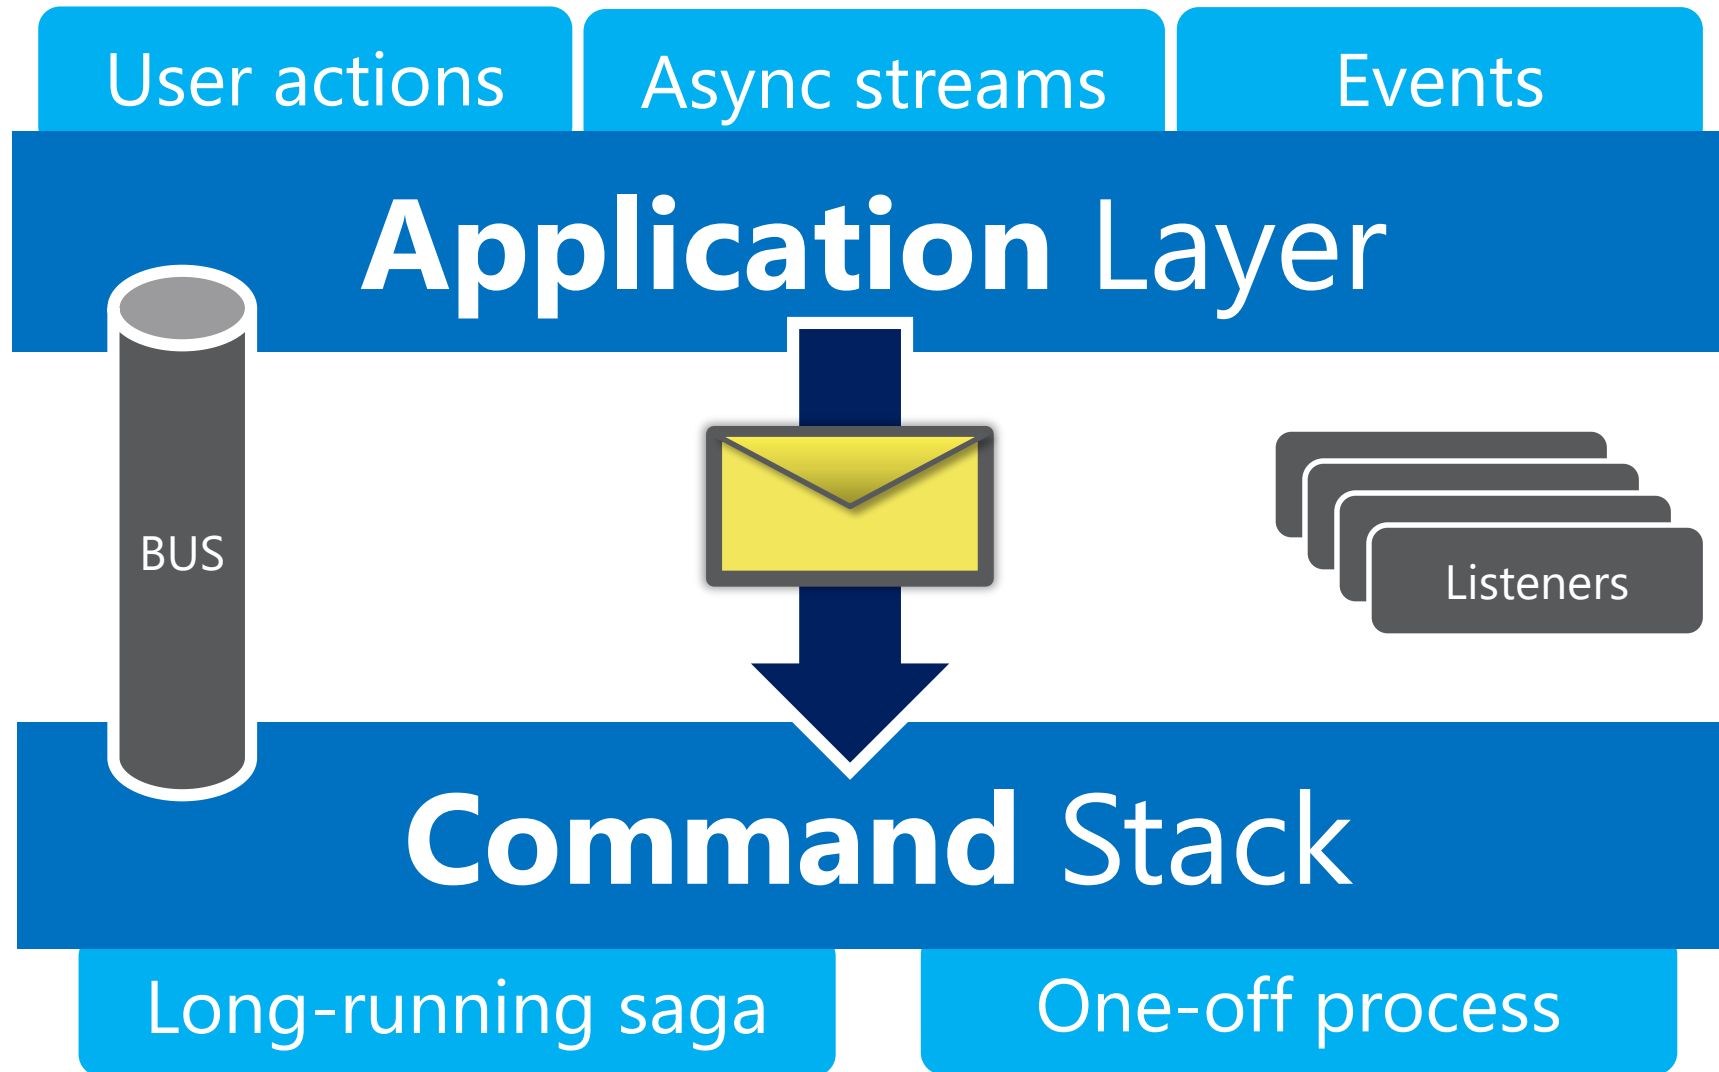 User actions
Async streams
Events
Application Layer
BUS
Listeners
Command Stack
Long-running saga
One-off process